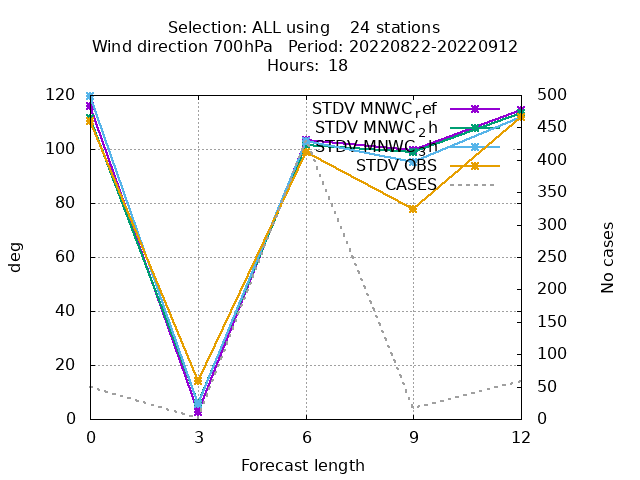 Selection: ALL using    24 stations
Wind direction 700hPa   Period: 20220822-20220912
Hours:  18
120
100
80
60
40
20
0
deg
500
450
400
350
300
250
200
150
100
50
0
No cases
STDV MNWC_ref
STDV MNWC_2h
STDV MNWC_3h
STDV OBS
CASES
0 3 6 9 12
Forecast length